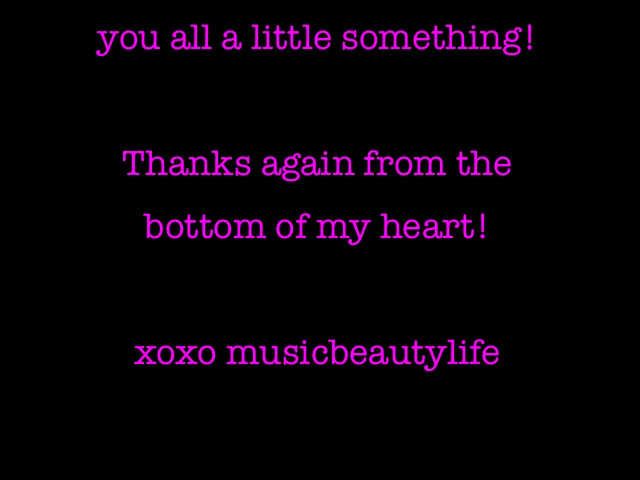 you all a little something!
Thanks again from the
bottom of my heart!
xoxo musicbeautylife